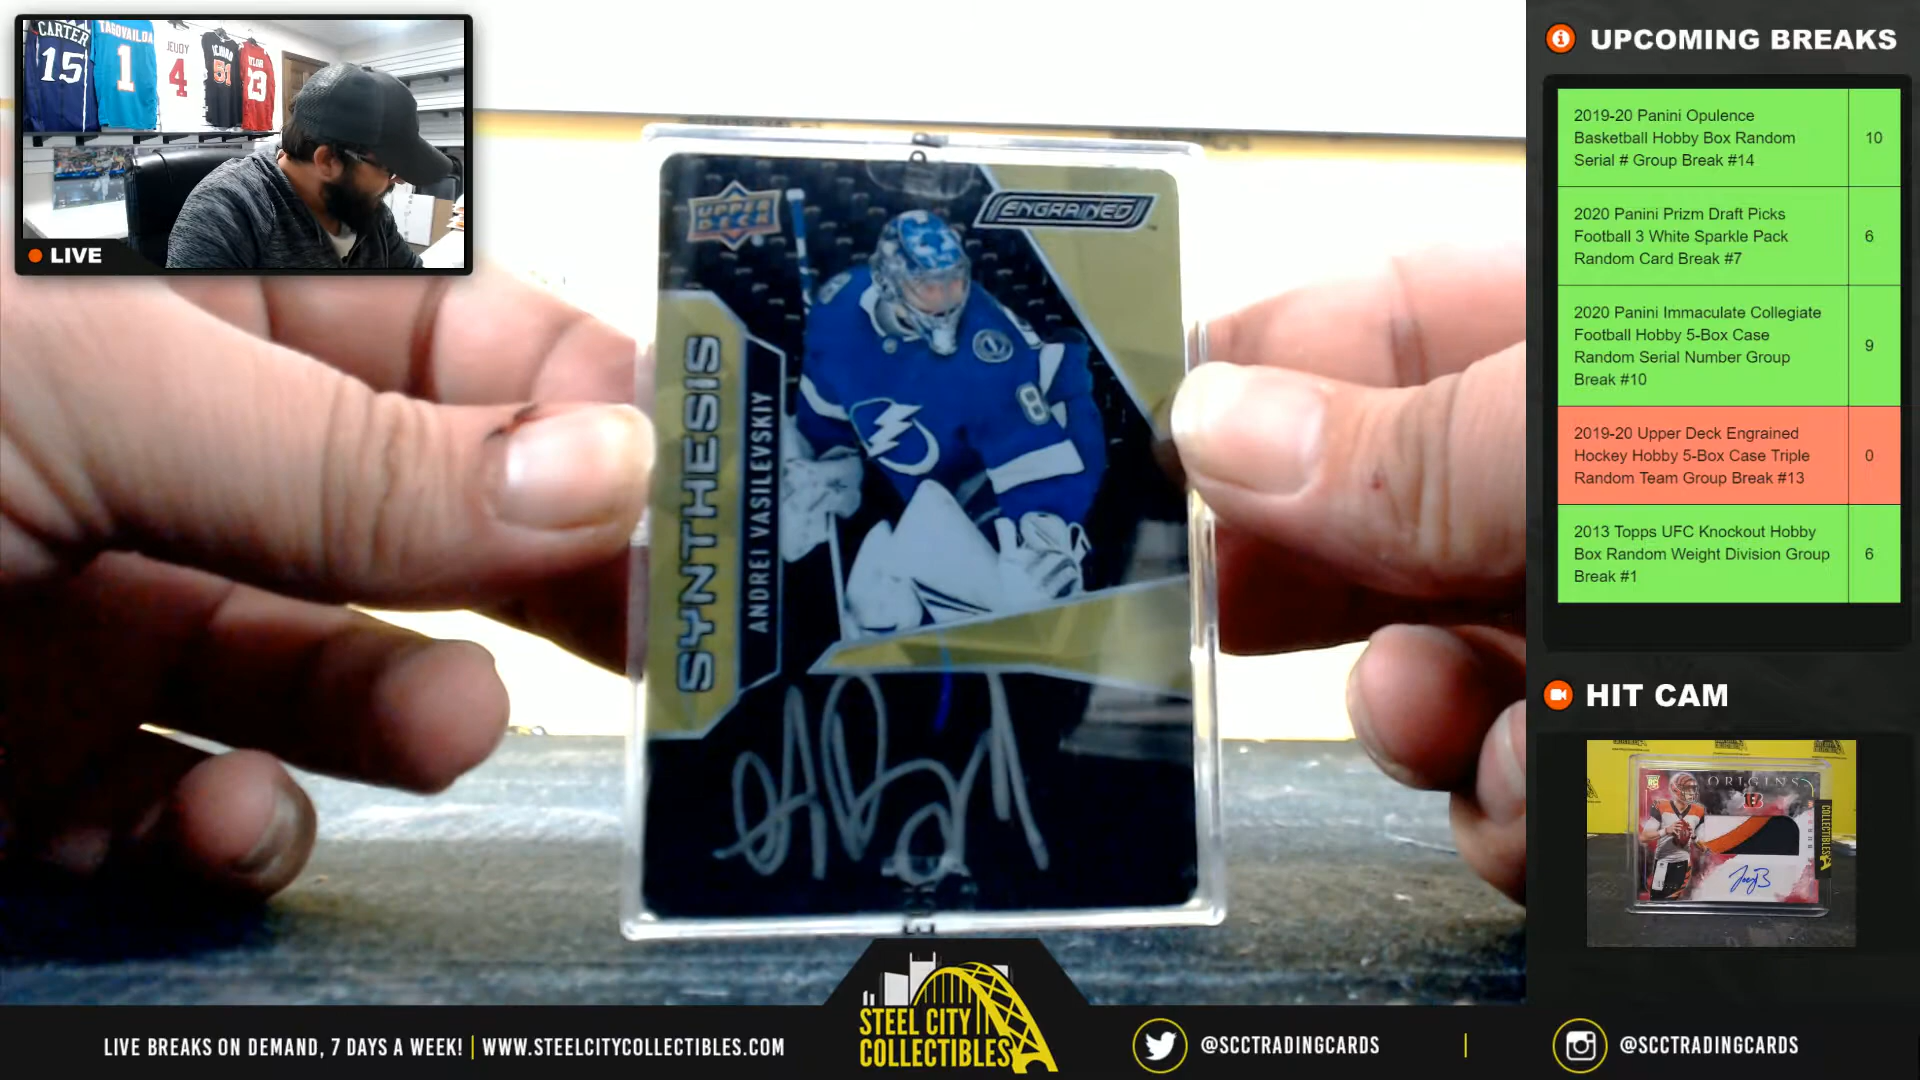 CARTER
15
TAGOVAILOA
1
JEUDY
4
51
23
LIVE
UPPER
DECK
ENGRAINED
SYNTHESIS
ANDREI VASILEVSKIY
8
8
UPCOMING BREAKS
2019-20 Panini Opulence
Basketball Hobby Box Random
Serial # Group Break #14
10
2020 Panini Prizm Draft Picks
Football 3 White Sparkle Pack
Random Card Break #7
6
2020 Panini Immaculate Collegiate
Football Hobby 5-Box Case
Random Serial Number Group
Break #10
9
2019-20 Upper Deck Engrained
Hockey Hobby 5-Box Case Triple
Random Team Group Break #13
0
2013 Topps UFC Knockout Hobby
Box Random Weight Division Group
Break #1
6
HIT CAM
ORIGINS
COLLECTIBLES
LIVE BREAKS ON DEMAND, 7 DAYS A WEEK! | WWW.STEELCITYCOLLECTIBLES.COM
STEEL CITY
COLLECTIBLES
@SCCTRADINGCARDS
@SCCTRADINGCARDS